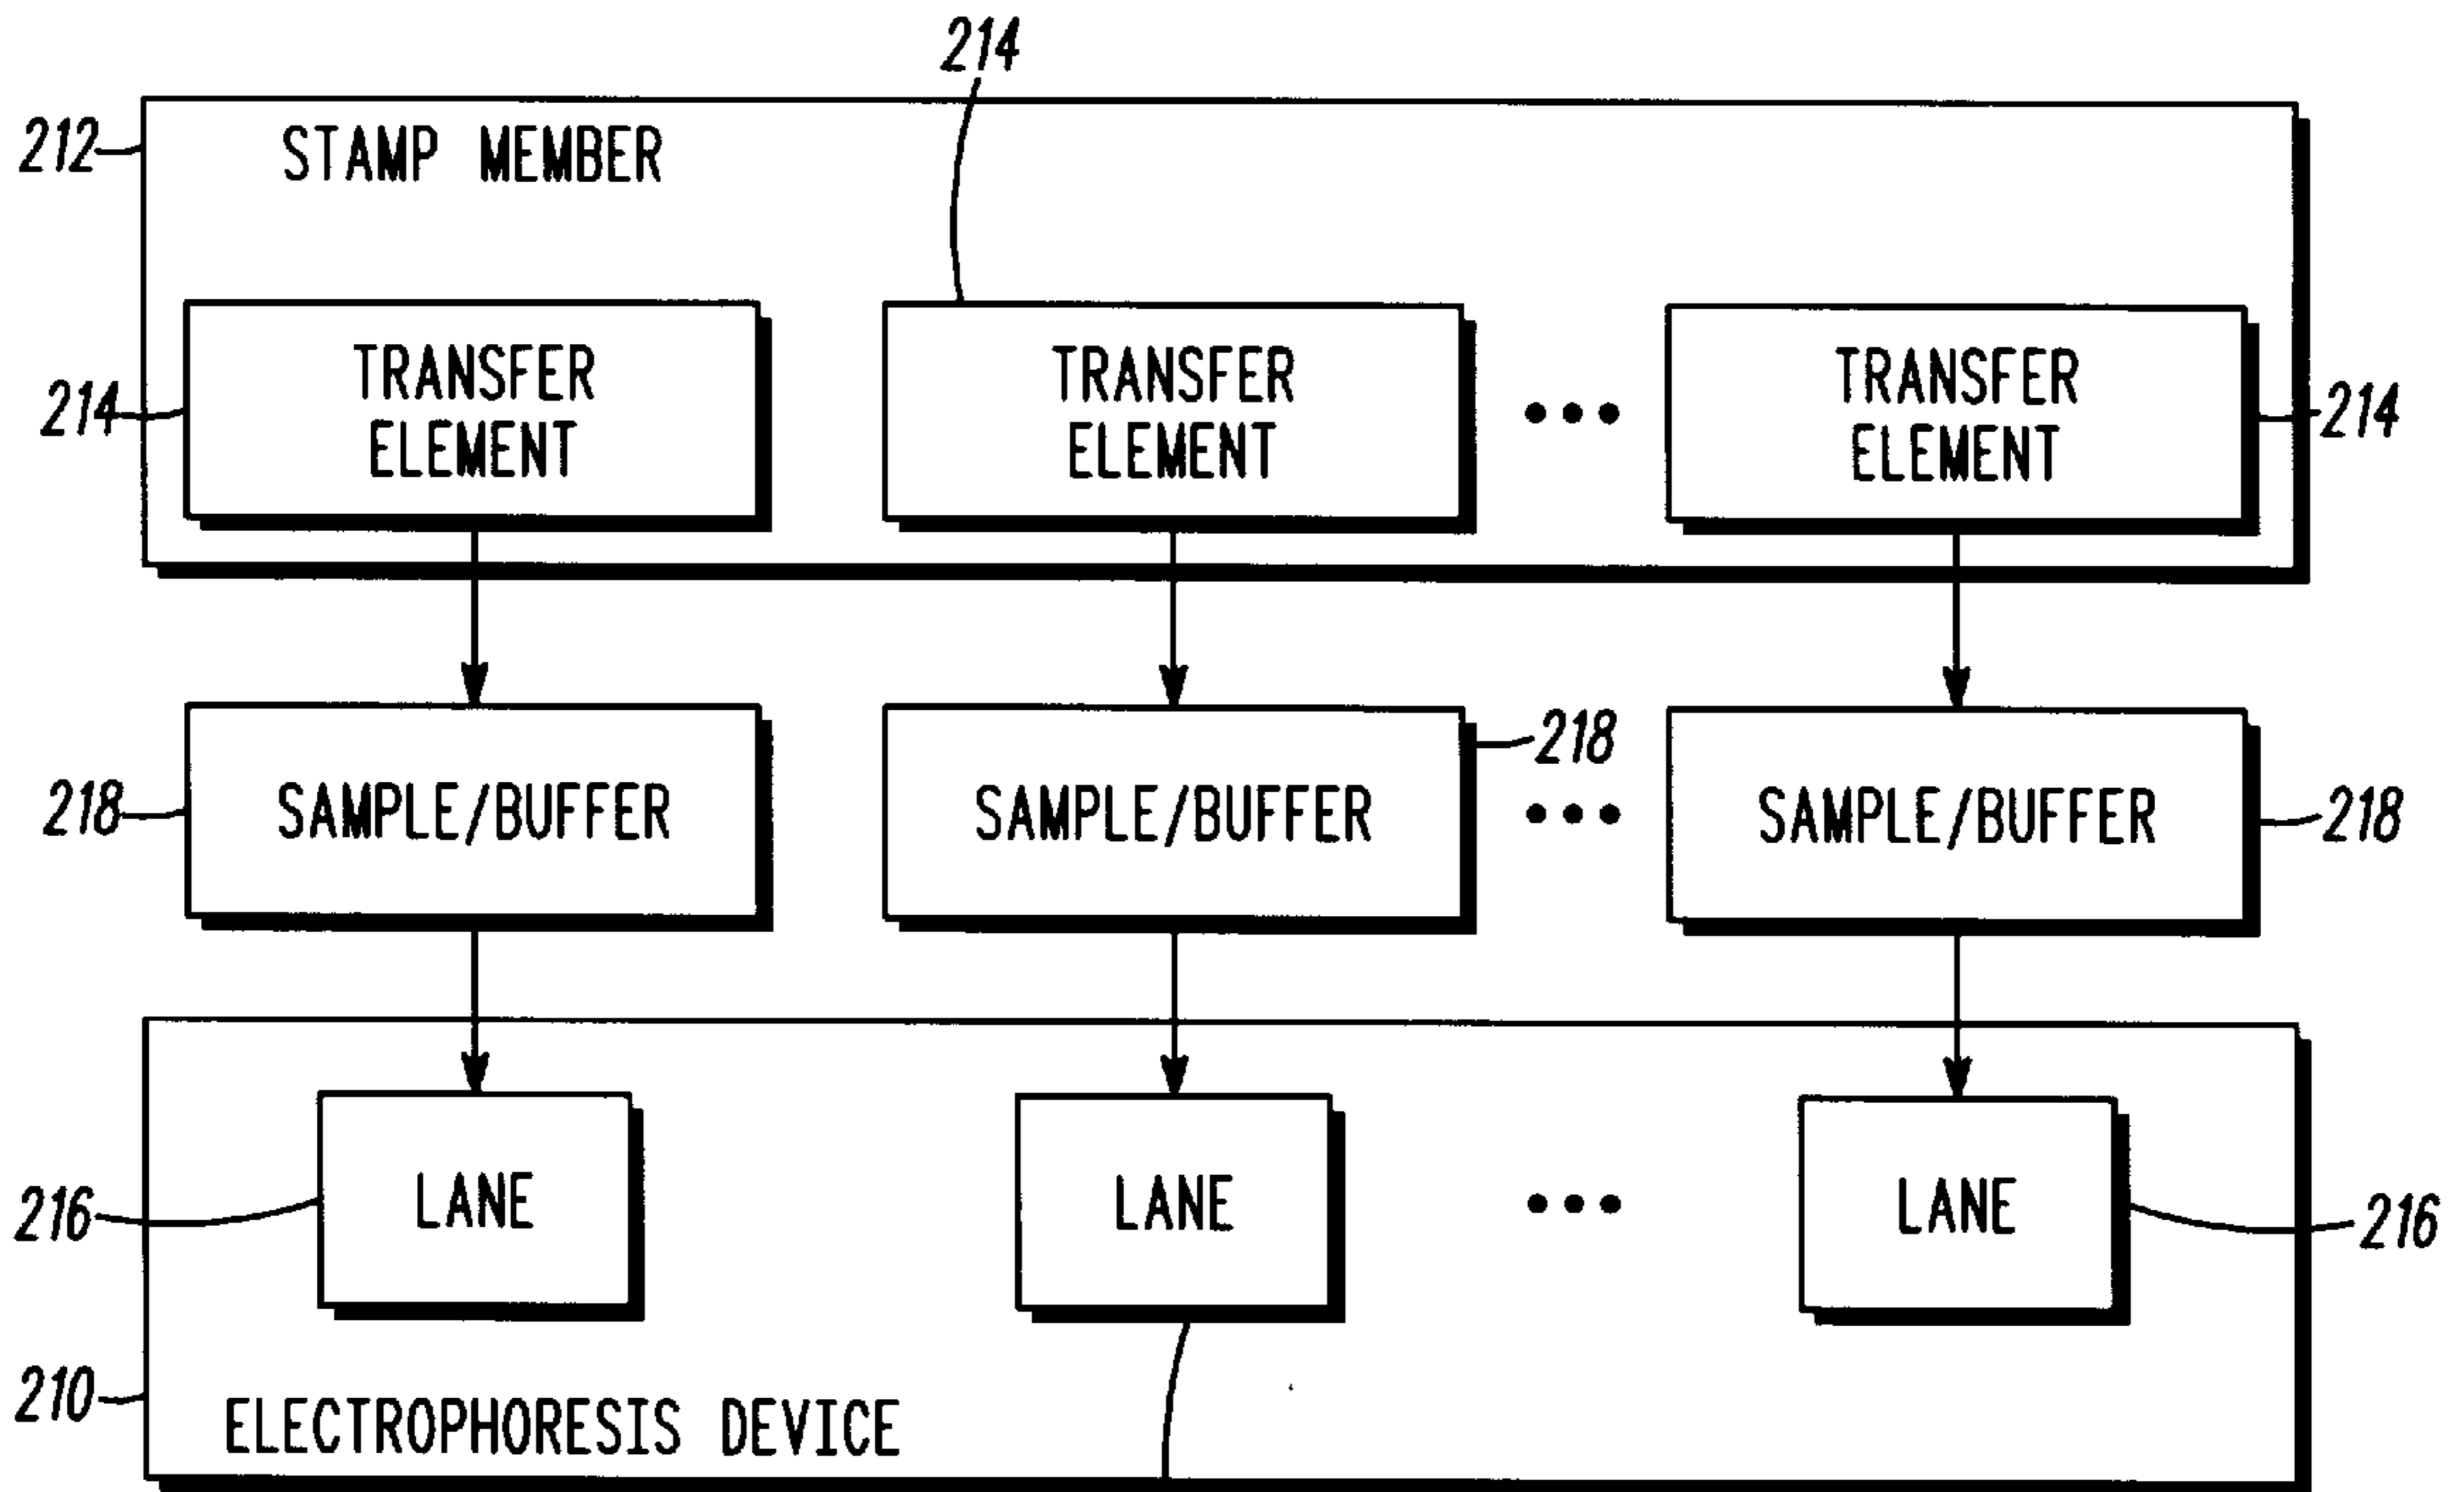 214
212
STAMP MEMBER
TRANSFER
ELEMENT
TRANSFER
ELEMENT
TRANSFER
ELEMENT
214
214
218
SAMPLE/BUFFER
SAMPLE/BUFFER
218
SAMPLE/BUFFER
218
216
LANE
LANE
LANE
216
210
ELECTROPHORESIS DEVICE